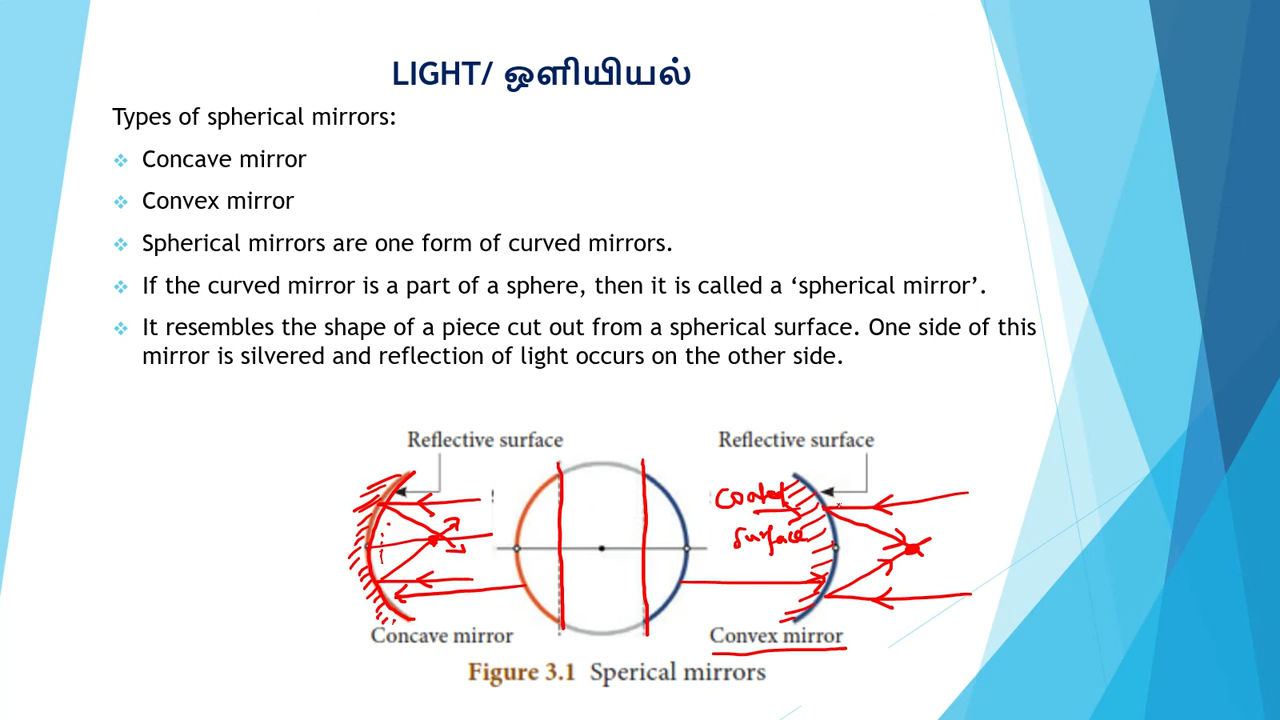 LIGHT/ ஒளியியல்
Types of spherical mirrors:
Concave mirror
Convex mirror
Spherical mirrors are one form of curved mirrors.
If the curved mirror is a part of a sphere, then it is called a ‘spherical mirror’.
It resembles the shape of a piece cut out from a spherical surface. One side of this
mirror is silvered and reflection of light occurs on the other side.
Reflective surface
Reflective surface
Coated
Surface
Concave mirror
Convex mirror
Figure 3.1 Sperical mirrors